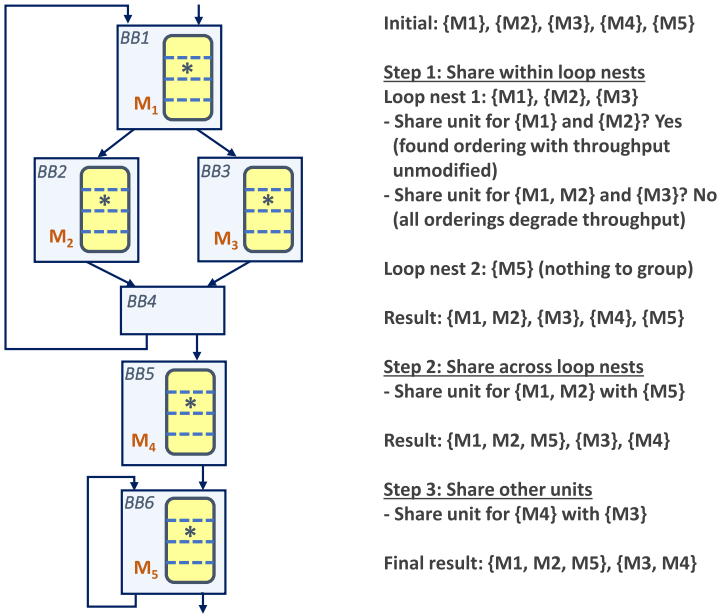 BB1
*
M1
BB2
*
M2
BB3
*
M3
BB4
BB5
*
M4
BB6
*
M5
Initial: {M1}, {M2}, {M3}, {M4}, {M5}
Step 1: Share within loop nests
Loop nest 1: {M1}, {M2}, {M3}
- Share unit for {M1} and {M2}? Yes
(found ordering with throughput
unmodified)
- Share unit for {M1, M2} and {M3}? No
(all orderings degrade throughput)
Loop nest 2: {M5} (nothing to group)
Result: {M1, M2}, {M3}, {M4}, {M5}
Step 2: Share across loop nests
- Share unit for {M1, M2} with {M5}
Result: {M1, M2, M5}, {M3}, {M4}
Step 3: Share other units
- Share unit for {M4} with {M3}
Final result: {M1, M2, M5}, {M3, M4}